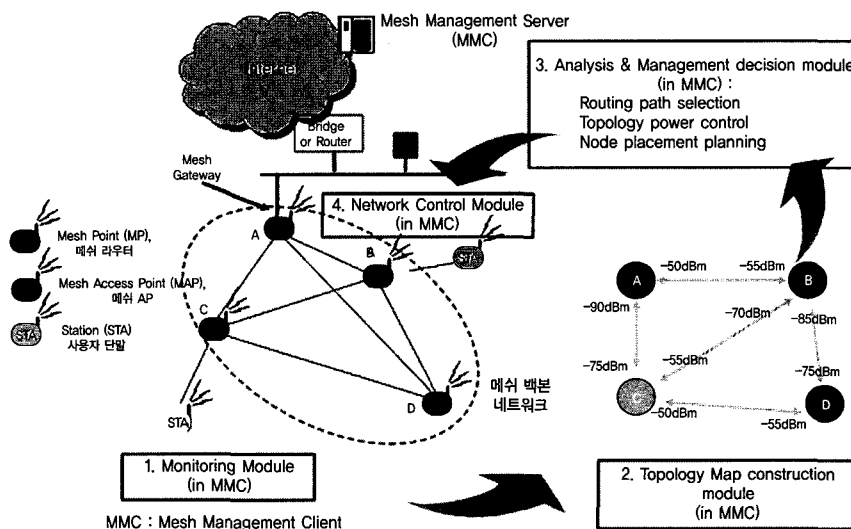 Mesh Management Server
(MMC)
Internet
Bridge
or Router
Mesh
Gateway
3. Analysis & Management decision module
(in MMC) :
Routing path selection
Topology power control
Node placement planning
4. Network Control Module
(in MMC)
Mesh Point (MP),
메쉬 라우터
Mesh Access Point (MAP),
메쉬 AP
STA
Station (STA)
사용자 단말
A
B
STA
C
D
STA
메쉬 백본
네트워크
A
-50dBm
-55dBm
B
-90dBm
-70dBm
-85dBm
-75dBm
-55dBm
-75dBm
C
-50dBm
-55dBm
D
1. Monitoring Module
(in MMC)
2. Topology Map construction
module
(in MMC)
MMC : Mesh Management Client